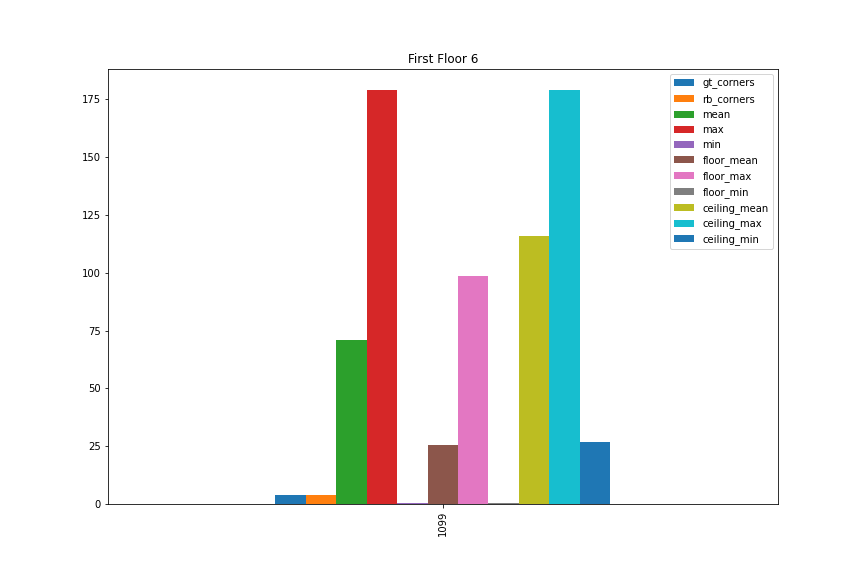 First Floor 6
gt_corners
rb_corners
mean
max
min
floor_mean
floor_max
floor_min
ceiling_mean
ceiling_max
ceiling_min
175
150
125
100
75
50
25
0
1099